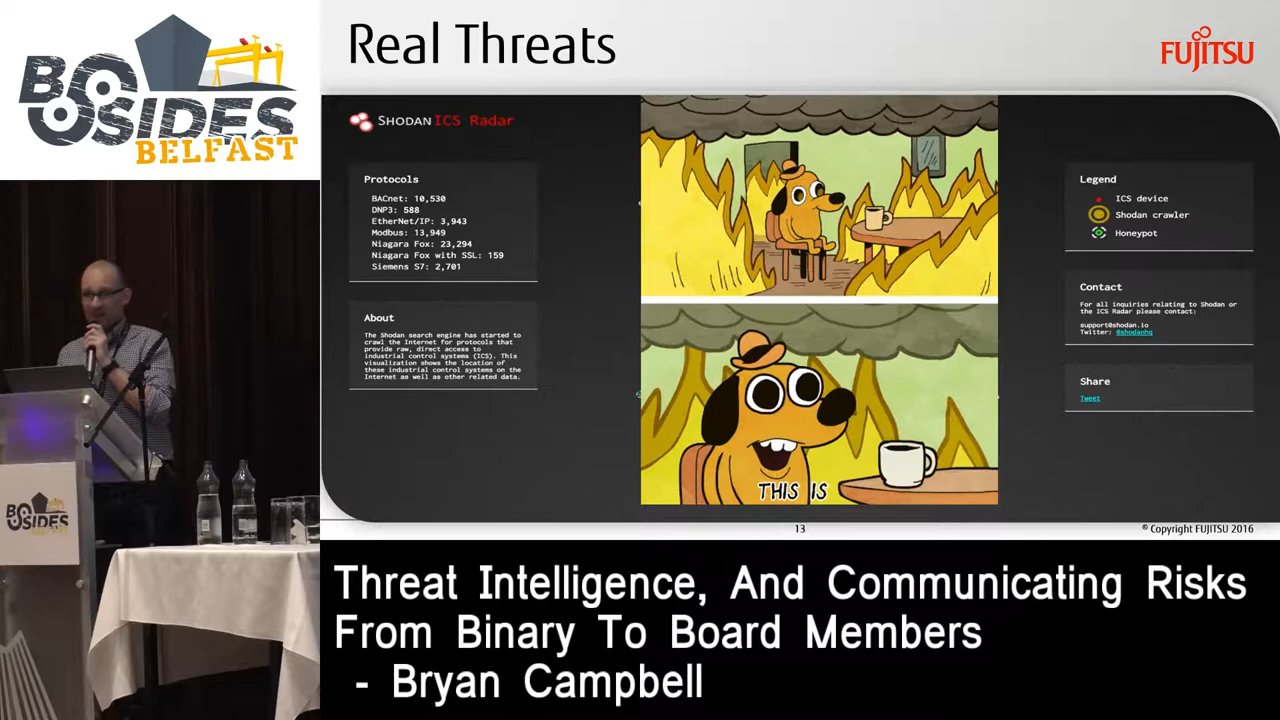 BSIDES
BELFAST
Real Threats
FUJITSU
SHODAN ICS Radar
Protocols
BACnet: 10,530
DNP3: 588
EtherNet/IP: 3,943
Modbus: 13,949
Niagara Fox: 23,294
Niagara Fox with SSL: 159
Siemens S7: 2,701
About
The Shodan search engine has started to
crawl the Internet for protocols that
provide raw, direct access to
industrial control systems (ICS). This
visualization shows the location of
these industrial control systems on the
Internet as well as other related data.
THIS IS
Legend
ICS device
Shodan crawler
Honeypot
Contact
For all inquiries relating to Shodan or
the ICS Radar please contact:
support@shodan.io
Twitter: @shodanhq
Share
Tweet
13
© Copyright FUJITSU 2016
BSIDES
BELFAST
Threat Intelligence, And Communicating Risks
From Binary To Board Members
- Bryan Campbell